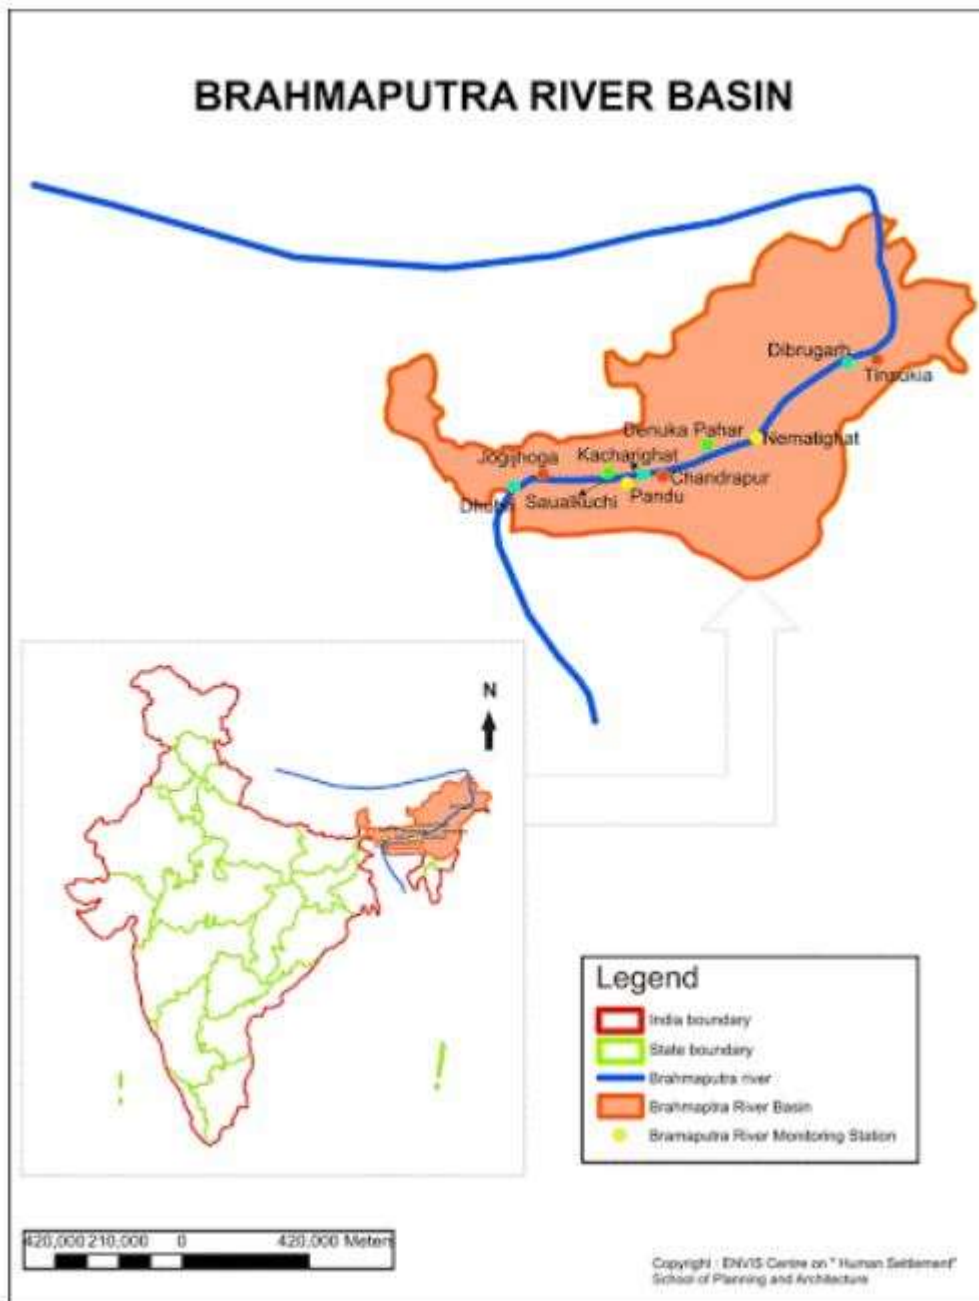 BRAHMAPUTRA RIVER BASIN
Dibrugarh
Tinsukia
Denuka Pahar
Nematighat
Jogijhoga
Kacharighat
Chandrapur
Dhubri
Saualkuchi
Pandu
N
Legend
India boundary
State boundary
Brahmaputra river
Brahmaptra River Basin
Bramaputra River Monitoring Station
420,000 210,000 0 420,000 Meters
Copyright : ENVIS Centre on " Human Settlement"
School of Planning and Architecture